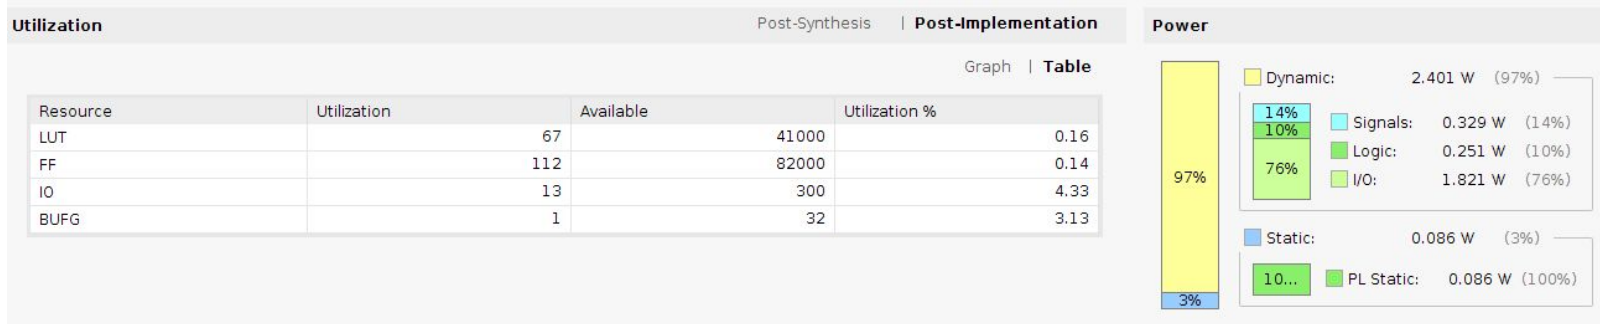 Utilization
Post-Synthesis | Post-Implementation
Graph | Table
Resource Utilization Available Utilization %
LUT 67 41000 0.16
FF 112 82000 0.14
IO 13 300 4.33
BUFG 1 32 3.13
Power
97%
3%
Dynamic: 2.401 W (97%)
14%
10%
76%
Signals: 0.329 W (14%)
Logic: 0.251 W (10%)
I/O: 1.821 W (76%)
Static: 0.086 W (3%)
10...
PL Static: 0.086 W (100%)